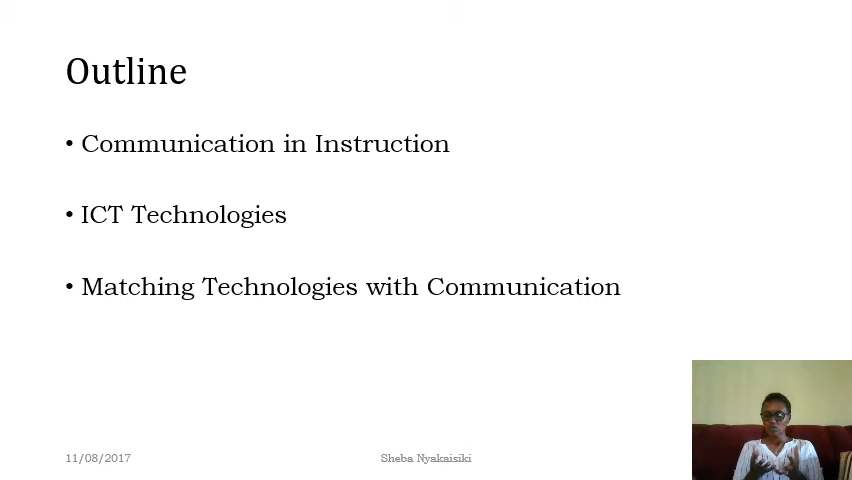 Outline
• Communication in Instruction
• ICT Technologies
• Matching Technologies with Communication
11/08/2017
Sheba Nyakaisiki